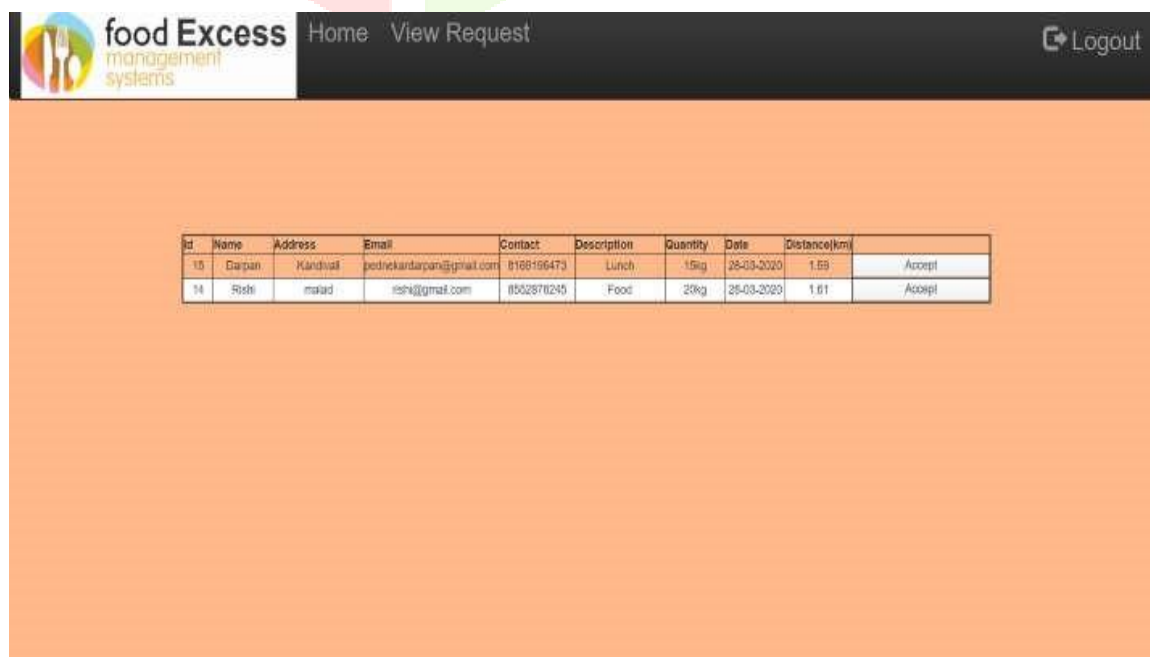 food Excess
management
systems
Home View Request
Logout
Id Name Address Email Contact Description Quantity Date Distance(km)
15 Darpan Kandivali pednekardarpan@gmail.com 8169196473 Lunch 15kg 28-03-2020 1.59 Accept
14 Rishi malad rishi@gmail.com 8552878245 Food 20kg 28-03-2020 1.61 Accept